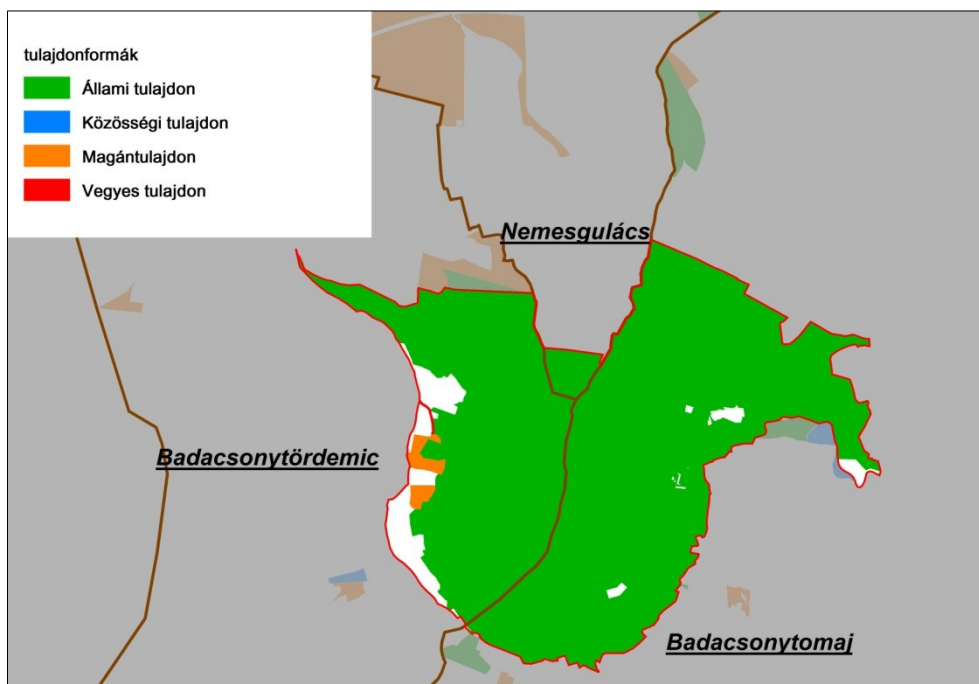 tulajdonformák
Állami tulajdon
Közösségi tulajdon
Magántulajdon
Vegyes tulajdon
Nemesgulács
Badacsonytördemic
Badacsonytomaj